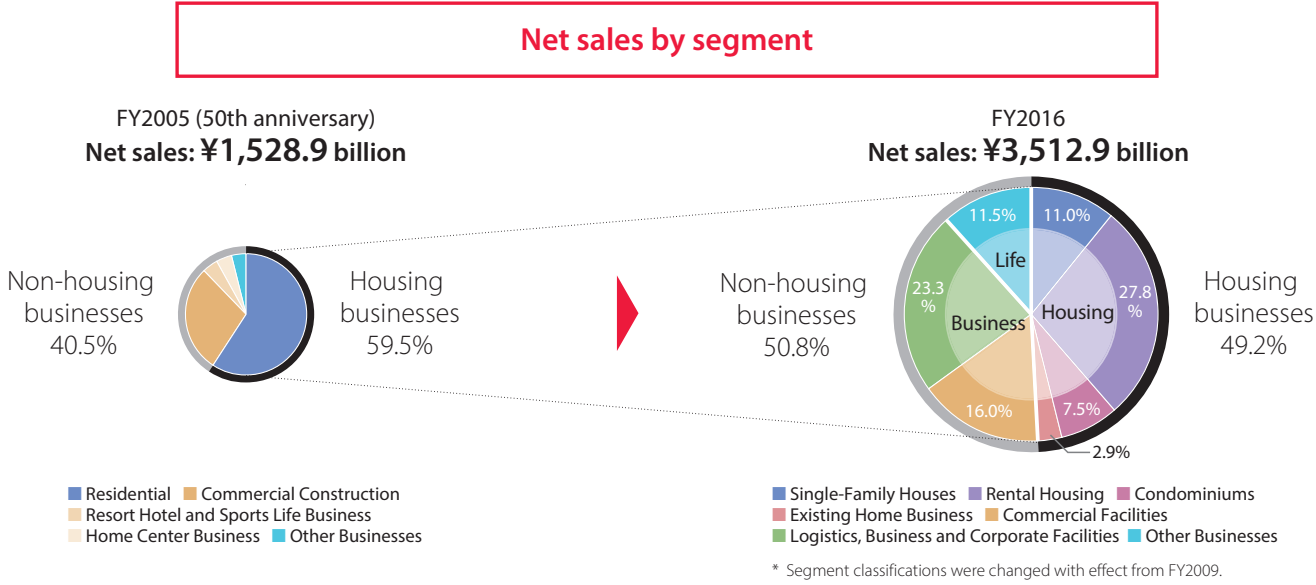 Net sales by segment
FY2005 (50th anniversary)
Net sales: ¥1,528.9 billion
Non-housing
businesses
40.5%
Housing
businesses
59.5%
Residential Commercial Construction
Resort Hotel and Sports Life Business
Home Center Business Other Businesses
FY2016
Net sales: ¥3,512.9 billion
Non-housing
businesses
50.8%
11.5%
11.0%
Life
23.3
%
27.8
%
Business
Housing
16.0%
7.5%
2.9%
Housing
businesses
49.2%
Single-Family Houses Rental Housing Condominiums
Existing Home Business Commercial Facilities
Logistics, Business and Corporate Facilities Other Businesses
* Segment classifications were changed with effect from FY2009.